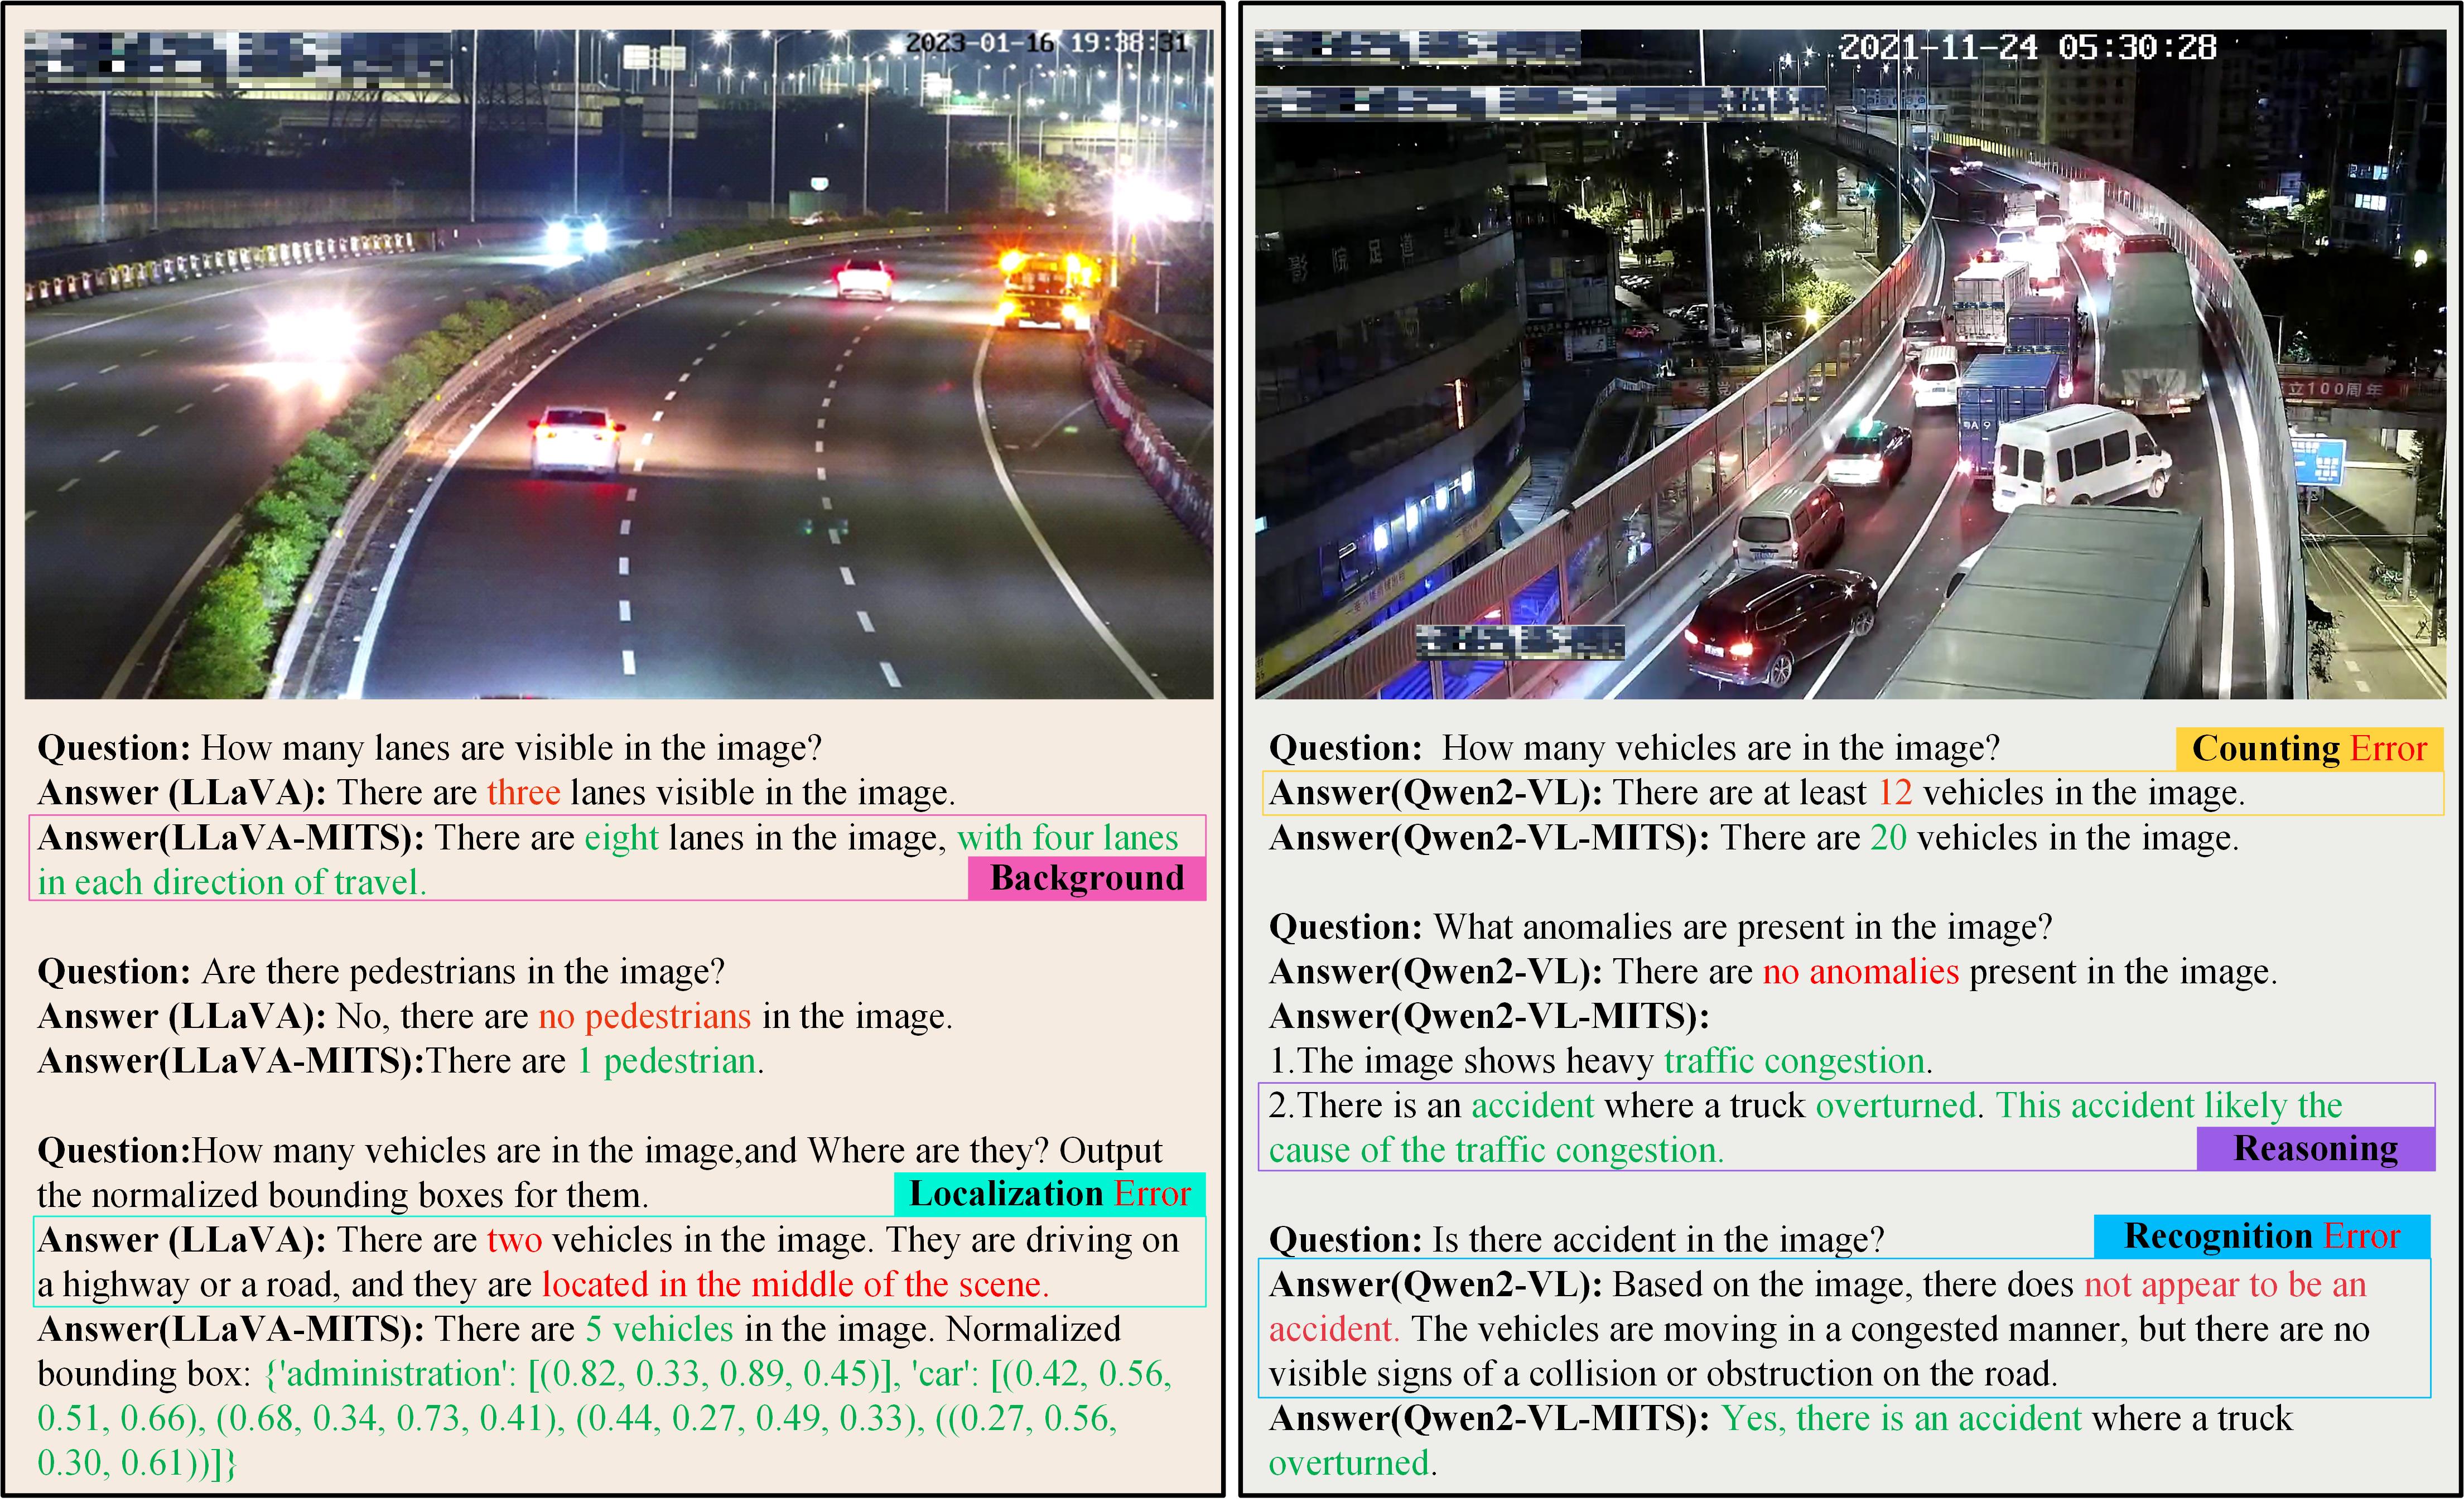 2023-01-16 19:38:31
Question: How many lanes are visible in the image?
Answer (LLaVA): There are three lanes visible in the image.
Answer(LLaVA-MITS): There are eight lanes in the image, with four lanes
in each direction of travel.
Background
Question: Are there pedestrians in the image?
Answer (LLaVA): No, there are no pedestrians in the image.
Answer(LLaVA-MITS):There are 1 pedestrian.
Question:How many vehicles are in the image,and Where are they? Output
the normalized bounding boxes for them.
Localization Error
Answer (LLaVA): There are two vehicles in the image. They are driving on
a highway or a road, and they are located in the middle of the scene.
Answer(LLaVA-MITS): There are 5 vehicles in the image. Normalized
bounding box: {'administration': [(0.82, 0.33, 0.89, 0.45)], 'car': [(0.42, 0.56,
0.51, 0.66), (0.68, 0.34, 0.73, 0.41), (0.44, 0.27, 0.49, 0.33), ((0.27, 0.56,
0.30, 0.61))]}
2021-11-24 05:30:28
影院足道
立100周年
Question: How many vehicles are in the image?
Counting Error
Answer(Qwen2-VL): There are at least 12 vehicles in the image.
Answer(Qwen2-VL-MITS): There are 20 vehicles in the image.
Question: What anomalies are present in the image?
Answer(Qwen2-VL): There are no anomalies present in the image.
Answer(Qwen2-VL-MITS):
1.The image shows heavy traffic congestion.
2.There is an accident where a truck overturned. This accident likely the
cause of the traffic congestion.
Reasoning
Question: Is there accident in the image?
Recognition Error
Answer(Qwen2-VL): Based on the image, there does not appear to be an
accident. The vehicles are moving in a congested manner, but there are no
visible signs of a collision or obstruction on the road.
Answer(Qwen2-VL-MITS): Yes, there is an accident where a truck
overturned.